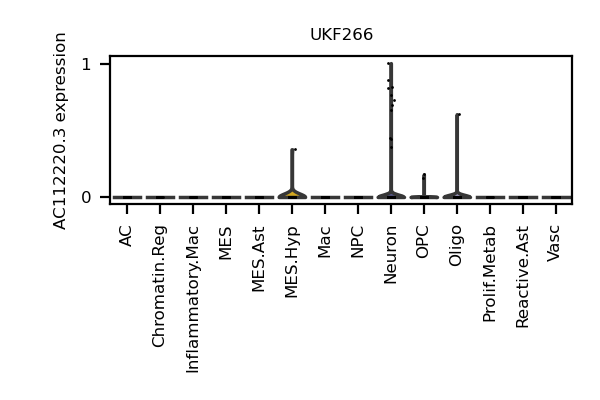 UKF266
AC112220.3 expression
1
0
AC
Chromatin.Reg
Inflammatory.Mac
MES
MES.Ast
MES.Hyp
Mac
NPC
Neuron
OPC
Oligo
Prolif.Metab
Reactive.Ast
Vasc